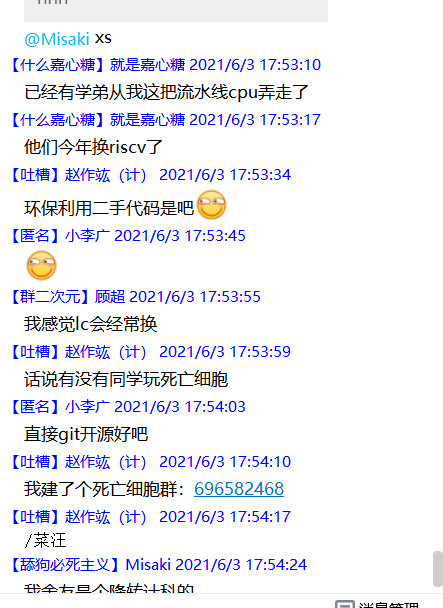 @Misaki xs
【什么嘉心糖】就是嘉心糖 2021/6/3 17:53:10
已经有学弟从我这把流水线cpu弄走了
【什么嘉心糖】就是嘉心糖 2021/6/3 17:53:17
他们今年换riscv了
【吐槽】赵作竑（计） 2021/6/3 17:53:34
环保利用二手代码是吧
【匿名】小李广 2021/6/3 17:53:45
【群二次元】顾超 2021/6/3 17:53:55
我感觉lc会经常换
【吐槽】赵作竑（计） 2021/6/3 17:53:59
话说有没有同学玩死亡细胞
【匿名】小李广 2021/6/3 17:54:03
直接git开源好吧
【吐槽】赵作竑（计） 2021/6/3 17:54:10
我建了个死亡细胞群：696582468
【吐槽】赵作竑（计） 2021/6/3 17:54:17
/菜汪
【舔狗必死主义】Misaki 2021/6/3 17:54:24
我舍友是个降转计科的
消息管理